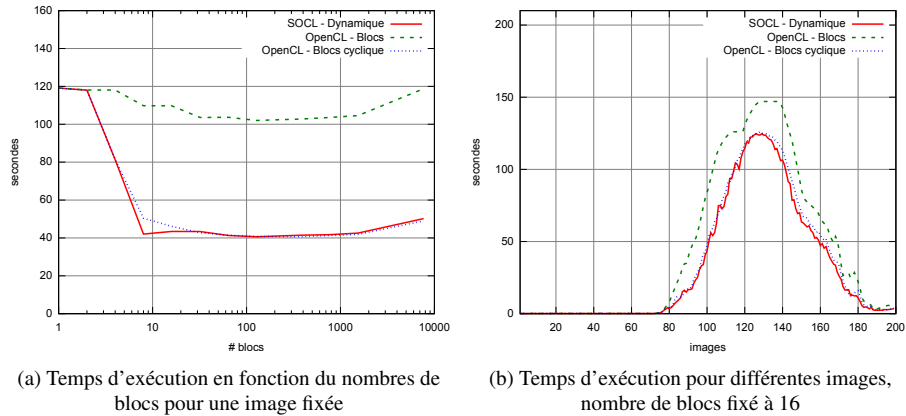 160
140
120
100
80
60
40
20
0
secondes
1
10
100
1000
10000
# blocs
SOCL - Dynamique
OpenCL - Blocs
OpenCL - Blocs cyclique
(a) Temps d'exécution en fonction du nombres de
blocs pour une image fixée
200
150
100
50
0
secondes
20
40
60
80
100
120
140
160
180
200
images
SOCL - Dynamique
OpenCL - Blocs
OpenCL - Blocs cyclique
(b) Temps d'exécution pour différentes images,
nombre de blocs fixé à 16